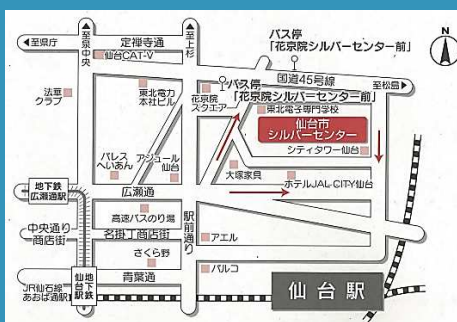 至県庁
至泉中央
定禅寺通
至上杉
バス停
「花京院シルバーセンター前」
N
仙台CAT-V
国道45号線
至松島
バス停
「花京院シルバーセンター前」
法華
クラブ
東北電力
本社ビル
花京院
スクエア
東北電子専門学校
仙台市
シルバーセンター
シティタワー仙台
パレス
へいあん
アジュール
仙台
大塚家具
ホテルJAL-CITY仙台
地下鉄
広瀬通駅
広瀬通
高速バスのり場
駅前通り
中央通り
商店街
名掛丁商店街
アエル
さくら野
青葉通
パルコ
JR仙石線
あおば通駅
地下鉄
仙台駅
仙台駅